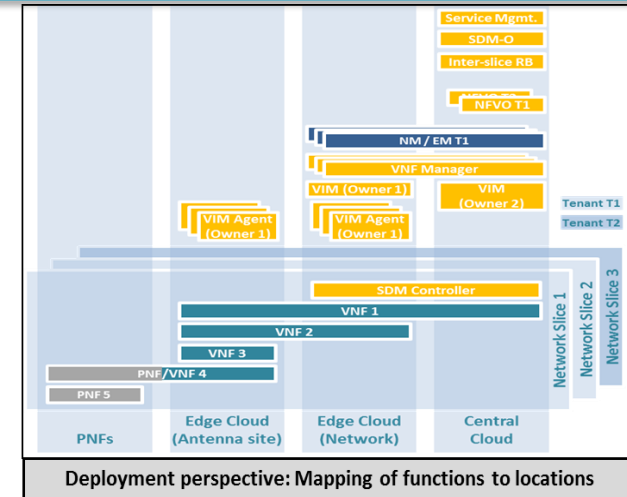 Service Mgmt.
SDM-O
Inter-slice RB
NFVO T2
NFVO T1
NM / EM T1
VNF Manager
VIM (Owner 1)
VIM
(Owner 2)
VIM Agent
(Owner 1)
VIM Agent
(Owner 1)
Tenant T1
Tenant T2
SDM Controller
VNF 1
VNF 2
VNF 3
PNF/VNF 4
PNF 5
Network Slice 1
Network Slice 2
Network Slice 3
PNFs
Edge Cloud
(Antenna site)
Edge Cloud
(Network)
Central
Cloud
Deployment perspective: Mapping of functions to locations